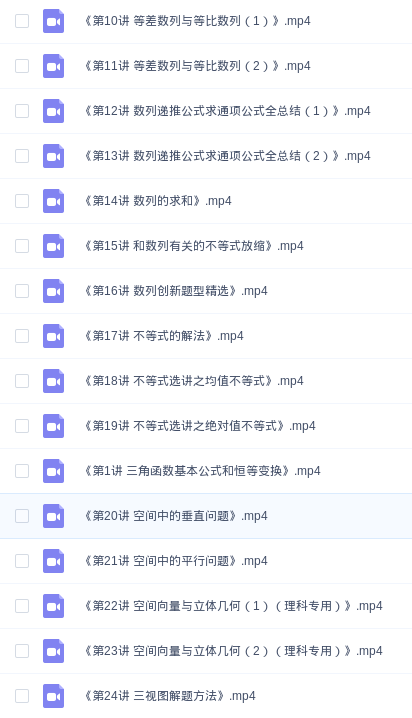 《第10讲 等差数列与等比数列（1）》.mp4
《第11讲 等差数列与等比数列（2）》.mp4
《第12讲 数列递推公式求通项公式全总结（1）》.mp4
《第13讲 数列递推公式求通项公式全总结（2）》.mp4
《第14讲 数列的求和》.mp4
《第15讲 和数列有关的不等式放缩》.mp4
《第16讲 数列创新题型精选》.mp4
《第17讲 不等式的解法》.mp4
《第18讲 不等式选讲之均值不等式》.mp4
《第19讲 不等式选讲之绝对值不等式》.mp4
《第1讲 三角函数基本公式和恒等变换》.mp4
《第20讲 空间中的垂直问题》.mp4
《第21讲 空间中的平行问题》.mp4
《第22讲 空间向量与立体几何（1）（理科专用）》.mp4
《第23讲 空间向量与立体几何（2）（理科专用）》.mp4
《第24讲 三视图解题方法》.mp4